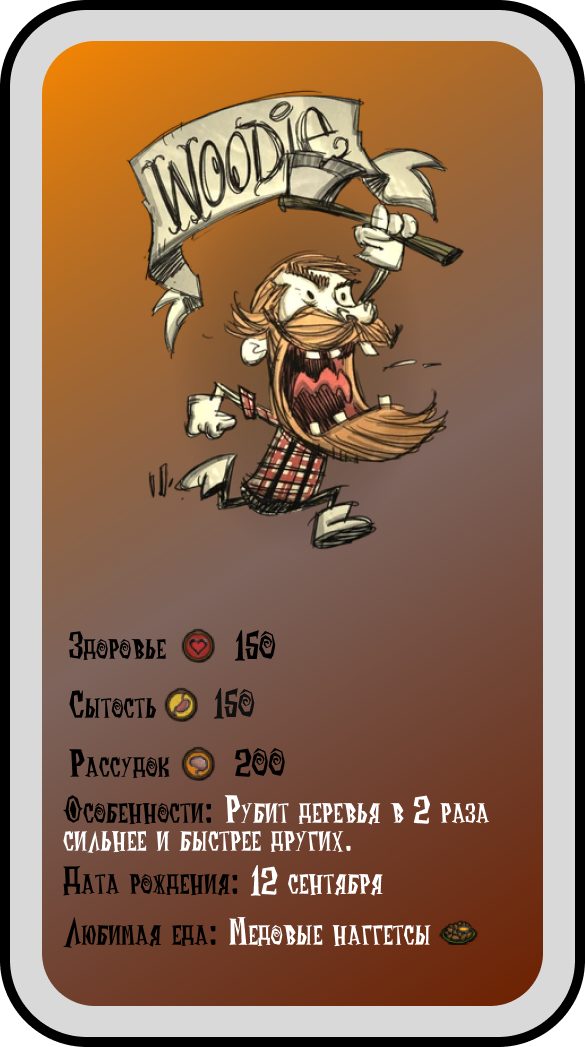 WOODIE
Здоровье 150
Сытость 150
Рассудок 200
Особенности: Рубит деревья в 2 раза
сильнее и быстрее других.
Дата рождения: 12 сентября
Любимая еда: Медовые наггетсы